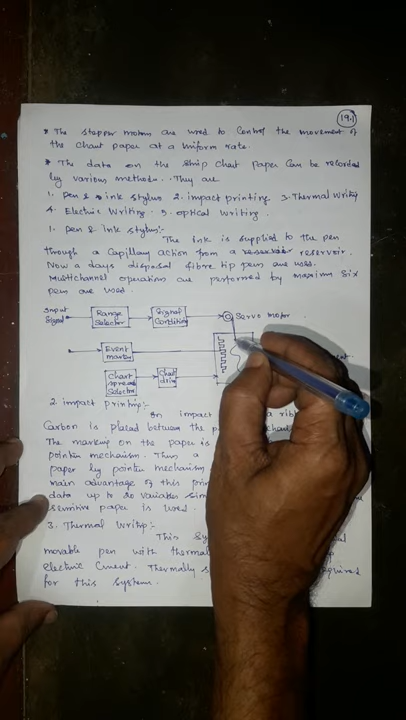 19.1
* The stepper motors are used to Control the movement of
the chart paper at a Uniform rate.
* The data on the strip chart Paper Can be recorded
by various methods. They are
1. Pen & ink stylus 2. impact printing 3. Thermal Writing
4. Electric Writing. 5. optical Writing.
1. Pen & Ink stylus:-
The ink is supplied to the pen
through a Capillary action from a reservoir.
Now a days disposal fibre tip pens are used.
Multichannel operation are performed by maximum Six
pens are used.
Input Signal
Range Selector
Signal Condition
Servo motor.
Event marker
Chart speed Selector
Chart drive
2. impact printing:-
In impact a
Carbon is placed between the
The marking on the paper is
pointer mechanism. Thus a
paper by pointer mechanism
main advantage of this
data up to 20 variables
sensitive paper is used.
3. Thermal Writing:-
This
movable pen with thermal
electric Current. Thermally
for this system.